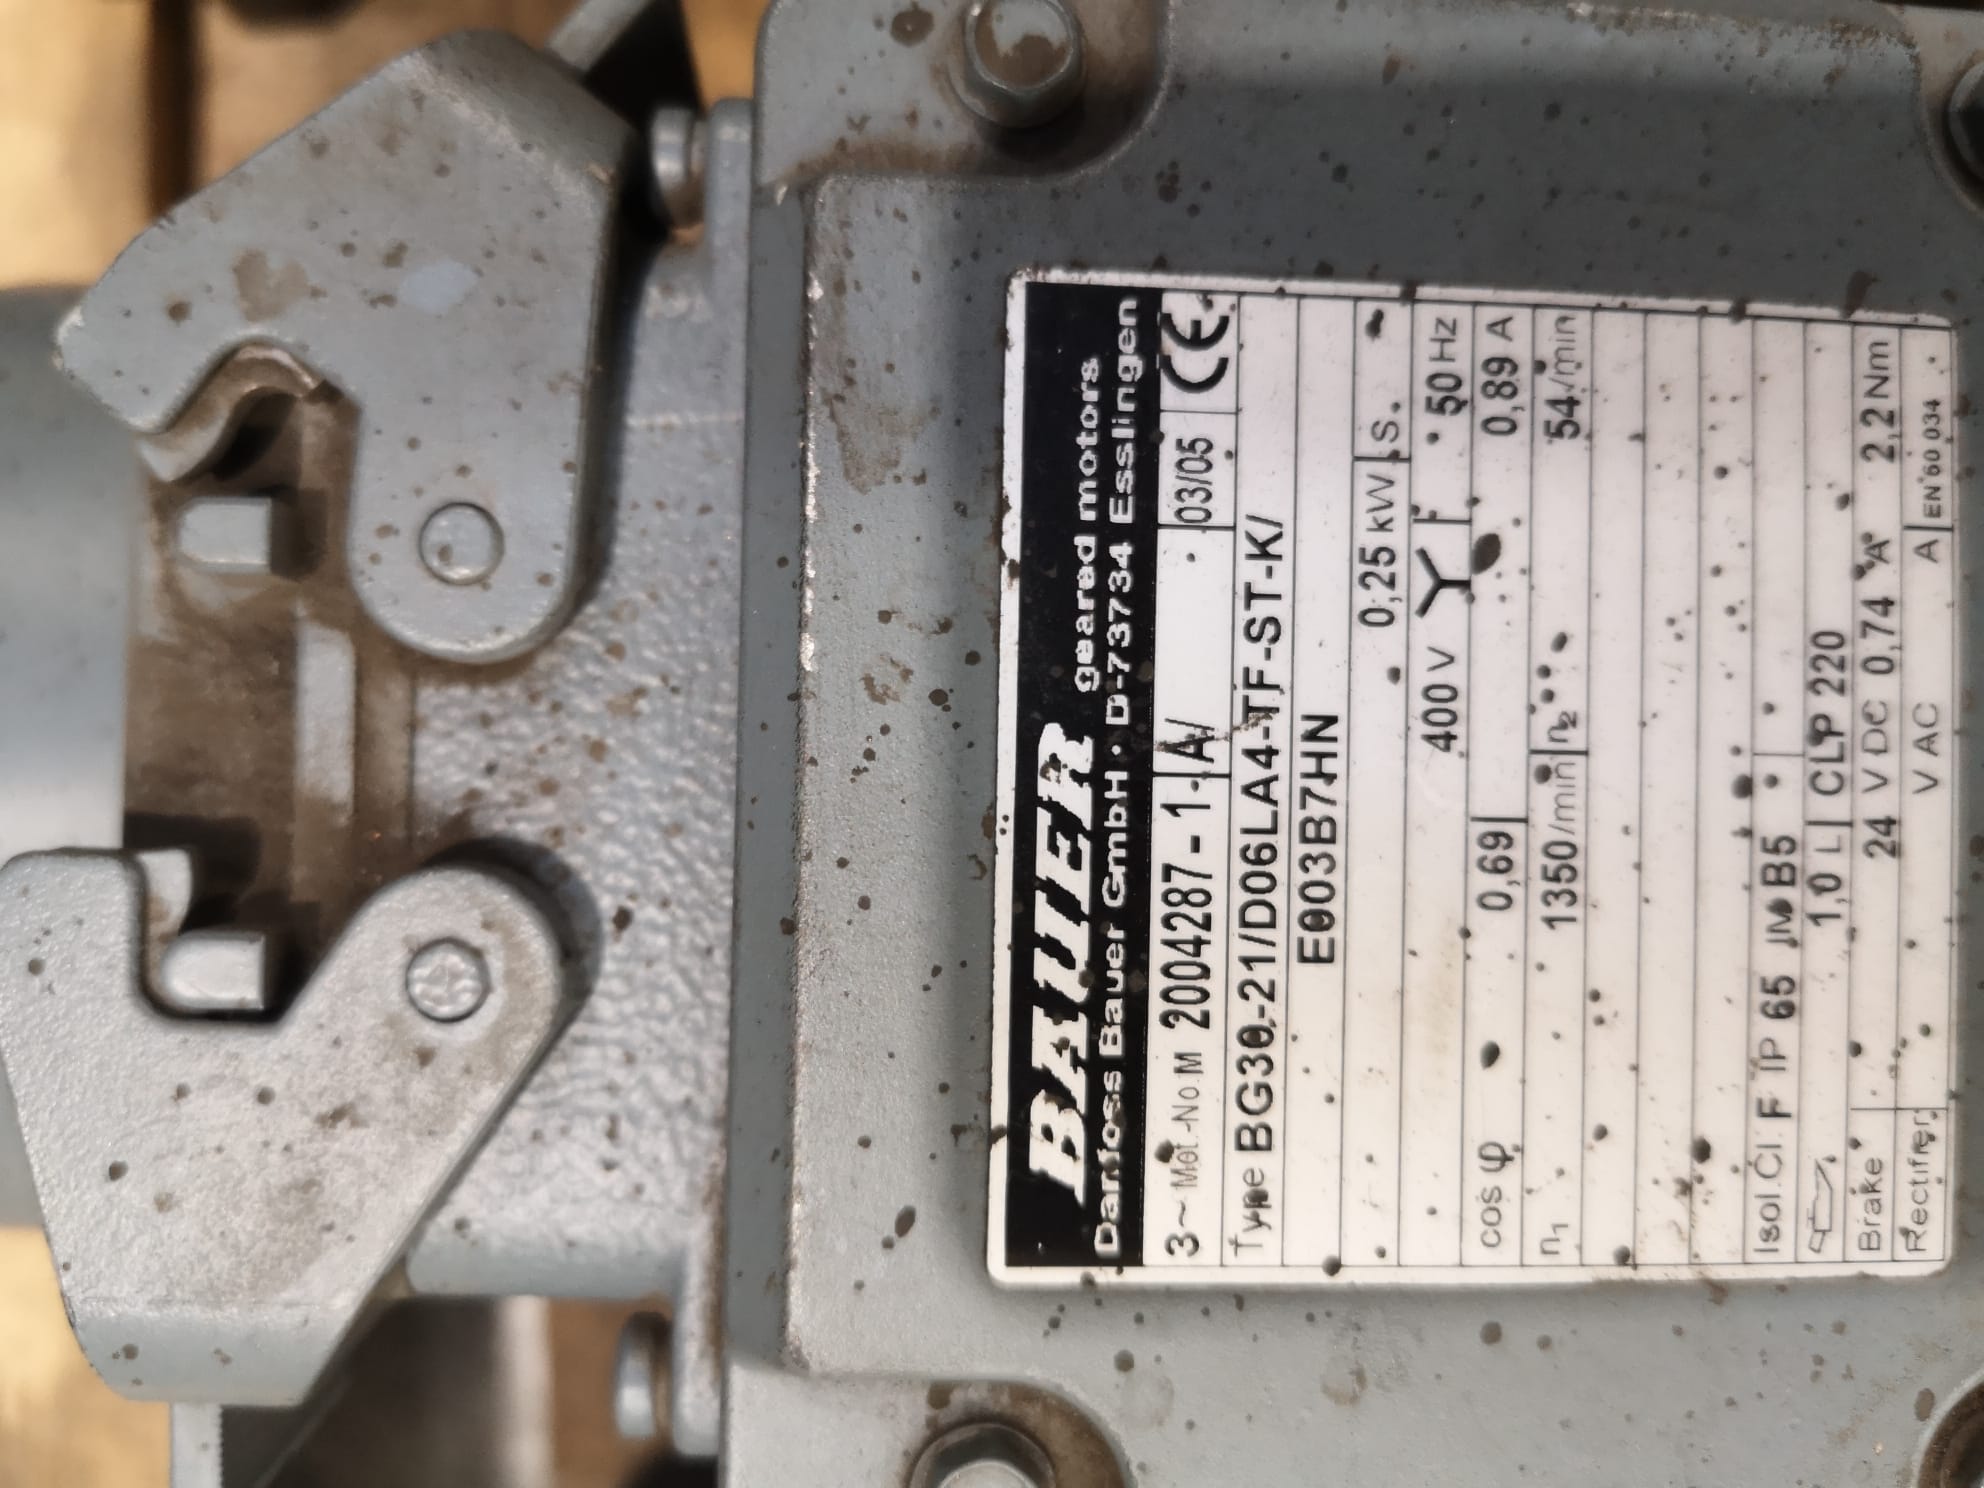 BAUER geared motors
Danfoss Bauer GmbH • D-73734 Esslingen
3~ Mot.-No.M 2004287-1- A/ 03/05 CE
Type BG30-21/D06LA4-TF-ST-K/
E003B7HN
0,25 kW S.
400 V Y 50 Hz
cos φ 0,69 0,89 A
n1 1350/min n2 54/min
Isol.Cl. F IP 65 IM B5
1,0 L CLP 220
Brake 24 V DC 0,74 A 2,2 Nm
Rectifier V AC A EN 60 034